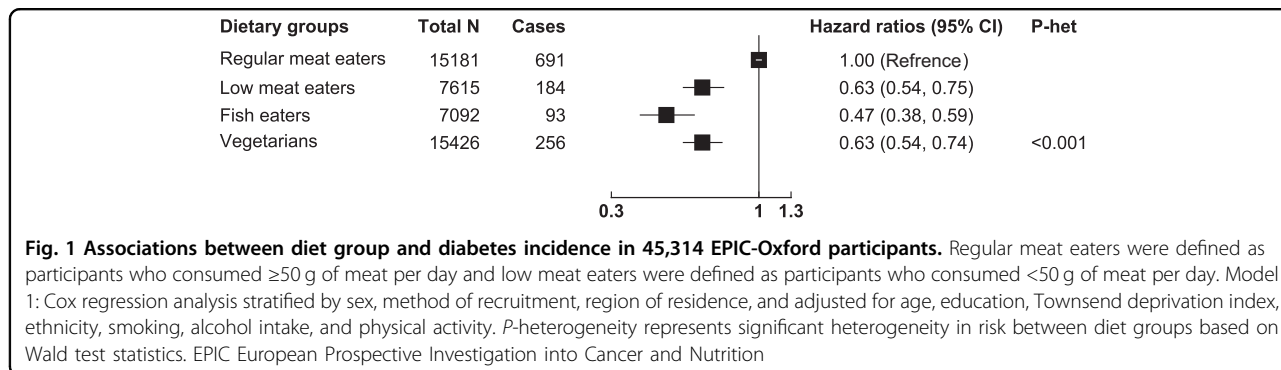 Dietary groups Total N Cases Hazard ratios (95% CI) P-het
Regular meat eaters 15181 691 1.00 (Refrence)
Low meat eaters 7615 184 0.63 (0.54, 0.75)
Fish eaters 7092 93 0.47 (0.38, 0.59)
Vegetarians 15426 256 0.63 (0.54, 0.74) <0.001
0.3 1 1.3
Fig. 1 Associations between diet group and diabetes incidence in 45,314 EPIC-Oxford participants. Regular meat eaters were defined as
participants who consumed ≥50 g of meat per day and low meat eaters were defined as participants who consumed <50 g of meat per day. Model
1: Cox regression analysis stratified by sex, method of recruitment, region of residence, and adjusted for age, education, Townsend deprivation index,
ethnicity, smoking, alcohol intake, and physical activity. P-heterogeneity represents significant heterogeneity in risk between diet groups based on
Wald test statistics. EPIC European Prospective Investigation into Cancer and Nutrition